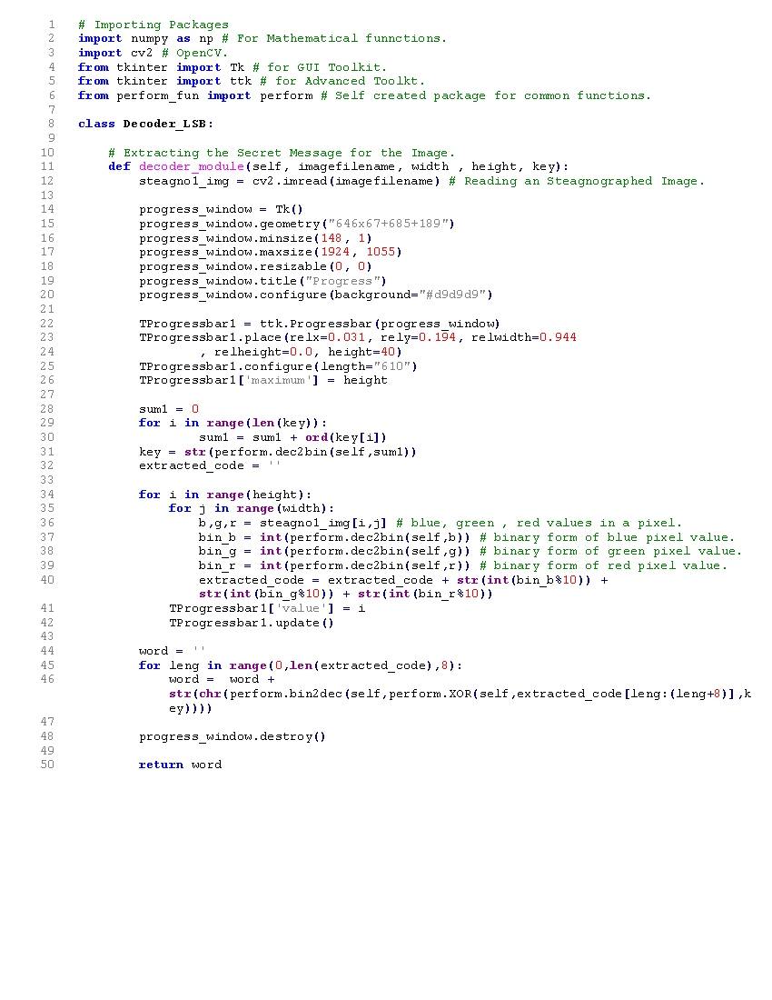 1 # Importing Packages
2 import numpy as np # For Mathematical funnctions.
3 import cv2 # OpenCV.
4 from tkinter import Tk # for GUI Toolkit.
5 from tkinter import ttk # for Advanced Toolkt.
6 from perform_fun import perform # Self created package for common functions.
7
8 class Decoder_LSB:
9
10     # Extracting the Secret Message for the Image.
11     def decoder_module(self, imagefilename, width , height, key):
12         steagno1_img = cv2.imread(imagefilename) # Reading an Steagnographed Image.
13
14         progress_window = Tk()
15         progress_window.geometry("646x67+685+189")
16         progress_window.minsize(148, 1)
17         progress_window.maxsize(1924, 1055)
18         progress_window.resizable(0, 0)
19         progress_window.title("Progress")
20         progress_window.configure(background="#d9d9d9")
21
22         TProgressbar1 = ttk.Progressbar(progress_window)
23         TProgressbar1.place(relx=0.031, rely=0.194, relwidth=0.944
24                 , relheight=0.0, height=40)
25         TProgressbar1.configure(length="610")
26         TProgressbar1['maximum'] = height
27
28         sum1 = 0
29         for i in range(len(key)):
30                 sum1 = sum1 + ord(key[i])
31         key = str(perform.dec2bin(self,sum1))
32         extracted_code = ''
33
34         for i in range(height):
35             for j in range(width):
36                 b,g,r = steagno1_img[i,j] # blue, green , red values in a pixel.
37                 bin_b = int(perform.dec2bin(self,b)) # binary form of blue pixel value.
38                 bin_g = int(perform.dec2bin(self,g)) # binary form of green pixel value.
39                 bin_r = int(perform.dec2bin(self,r)) # binary form of red pixel value.
40                 extracted_code = extracted_code + str(int(bin_b%10)) +
                str(int(bin_g%10)) + str(int(bin_r%10))
41             TProgressbar1['value'] = i
42             TProgressbar1.update()
43
44         word = ''
45         for leng in range(0,len(extracted_code),8):
46             word =  word +
            str(chr(perform.bin2dec(self,perform.XOR(self,extracted_code[leng:(leng+8)],k
            ey))))
47
48         progress_window.destroy()
49
50         return word